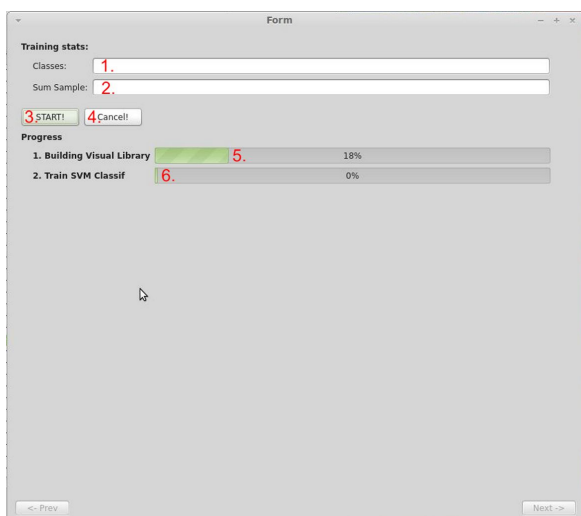 Form
Training stats:
Classes: 1.
Sum Sample: 2.
3. START! 4. Cancel!
Progress
1. Building Visual Library 5. 18%
2. Train SVM Classif 6. 0%
<- Prev Next ->